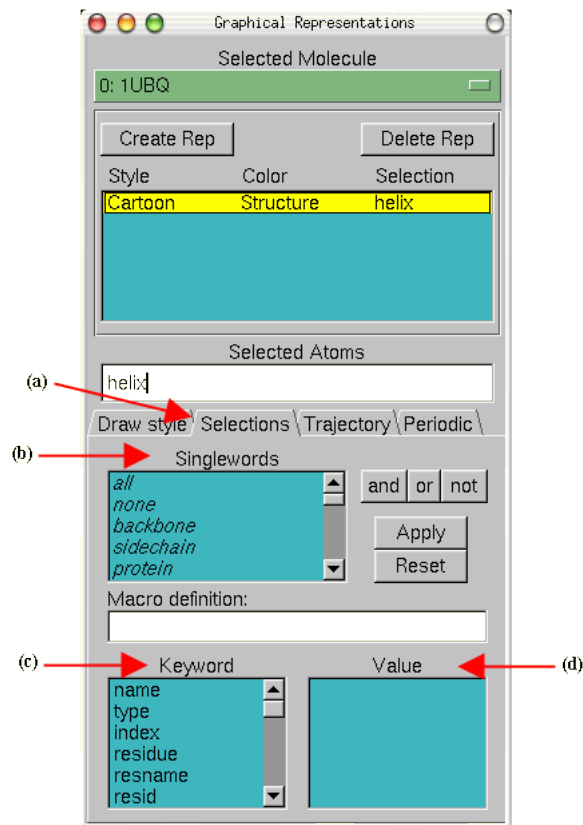 Graphical Representations
Selected Molecule
0: 1UBQ
Create Rep Delete Rep
Style Color Selection
Cartoon Structure helix
Selected Atoms
(a)
helix
Draw style Selections Trajectory Periodic
(b)
Singlewords
all
none
backbone
sidechain
protein
and or not
Apply
Reset
Macro definition:
(c) Keyword Value (d)
name
type
index
residue
resname
resid